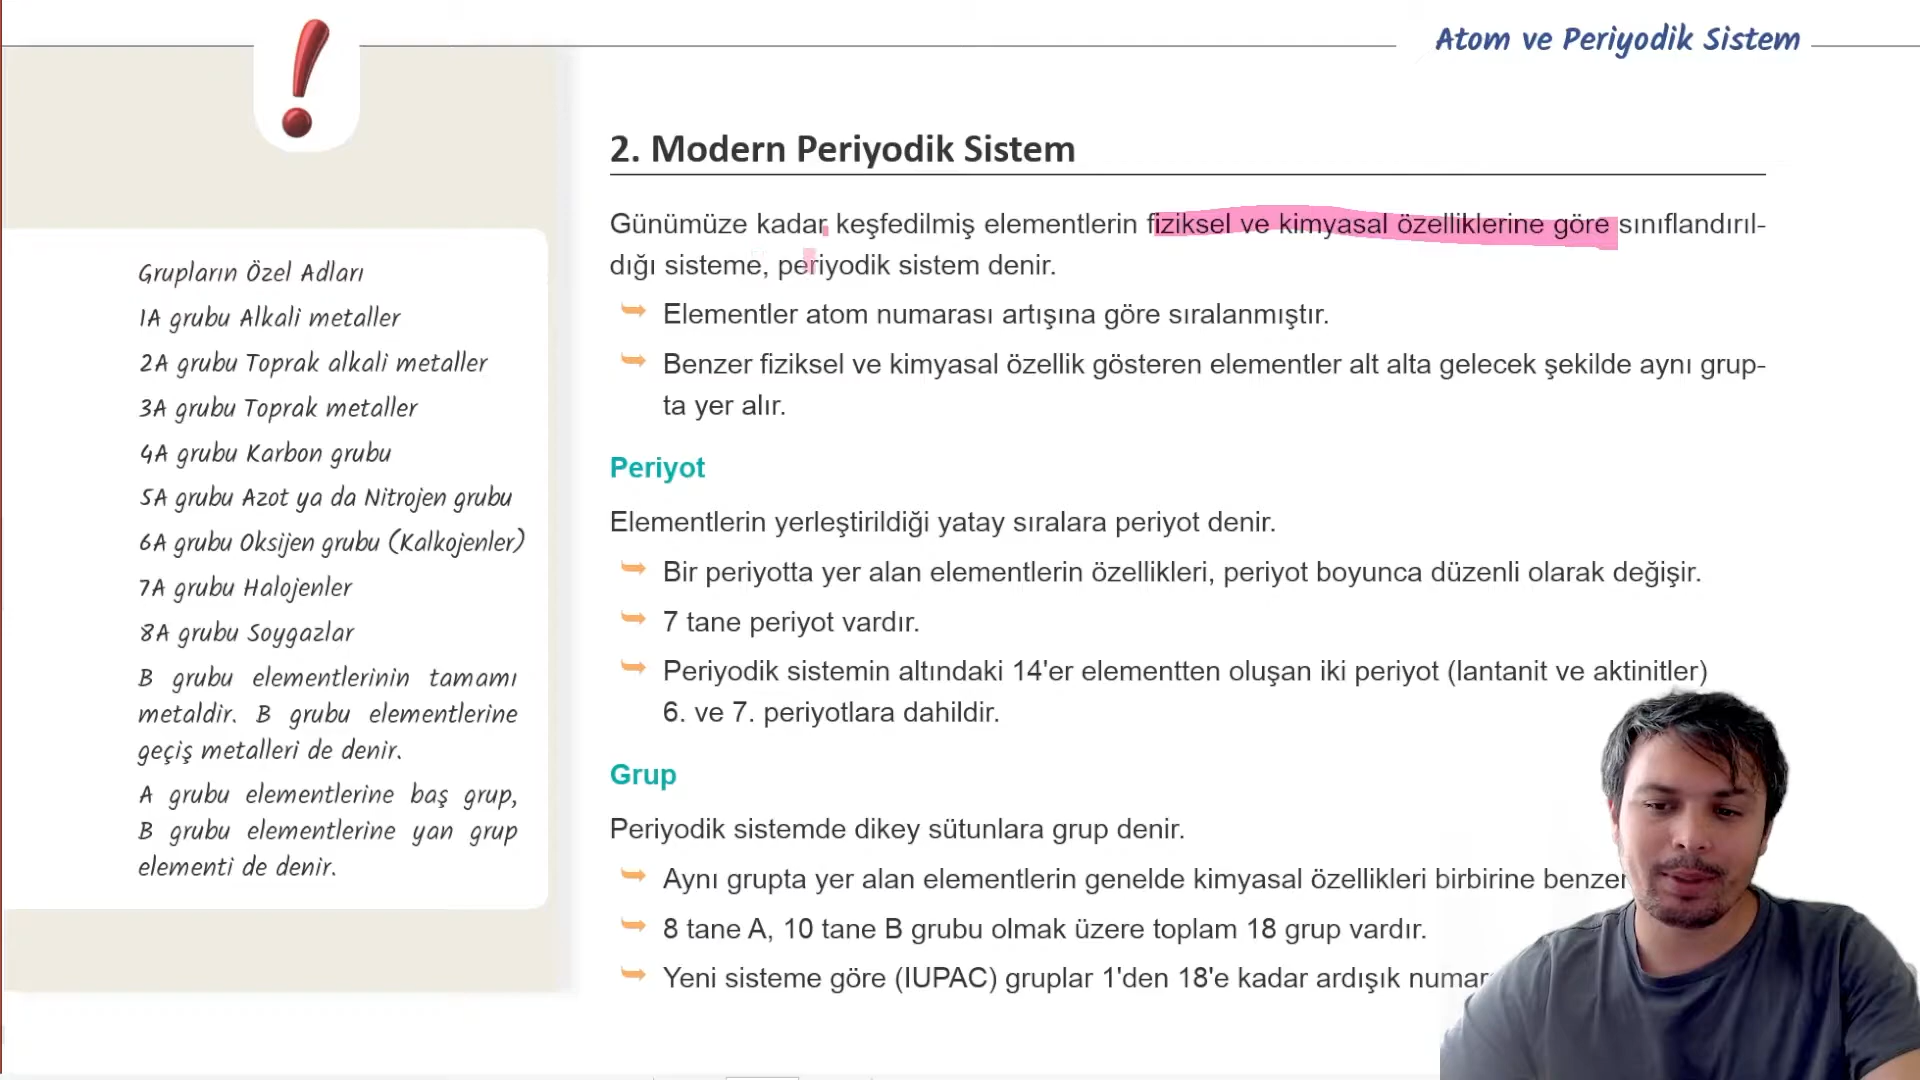 Atom ve Periyodik Sistem
Grupların Özel Adları
1A grubu Alkali metaller
2A grubu Toprak alkali metaller
3A grubu Toprak metaller
4A grubu Karbon grubu
5A grubu Azot ya da Nitrojen grubu
6A grubu Oksijen grubu (Kalkojenler)
7A grubu Halojenler
8A grubu Soygazlar
B grubu elementlerinin tamamı
metaldir. B grubu elementlerine
geçiş metalleri de denir.
A grubu elementlerine baş grup,
B grubu elementlerine yan grup
elementi de denir.
2. Modern Periyodik Sistem
Günümüze kadar keşfedilmiş elementlerin fiziksel ve kimyasal özelliklerine göre sınıflandırıl-
dığı sisteme, periyodik sistem denir.
Elementler atom numarası artışına göre sıralanmıştır.
Benzer fiziksel ve kimyasal özellik gösteren elementler alt alta gelecek şekilde aynı grup-
ta yer alır.
Periyot
Elementlerin yerleştirildiği yatay sıralara periyot denir.
Bir periyotta yer alan elementlerin özellikleri, periyot boyunca düzenli olarak değişir.
7 tane periyot vardır.
Periyodik sistemin altındaki 14'er elementten oluşan iki periyot (lantanit ve aktinitler)
6. ve 7. periyotlara dahildir.
Grup
Periyodik sistemde dikey sütunlara grup denir.
Aynı grupta yer alan elementlerin genelde kimyasal özellikleri birbirine benzer
8 tane A, 10 tane B grubu olmak üzere toplam 18 grup vardır.
Yeni sisteme göre (IUPAC) gruplar 1'den 18'e kadar ardışık